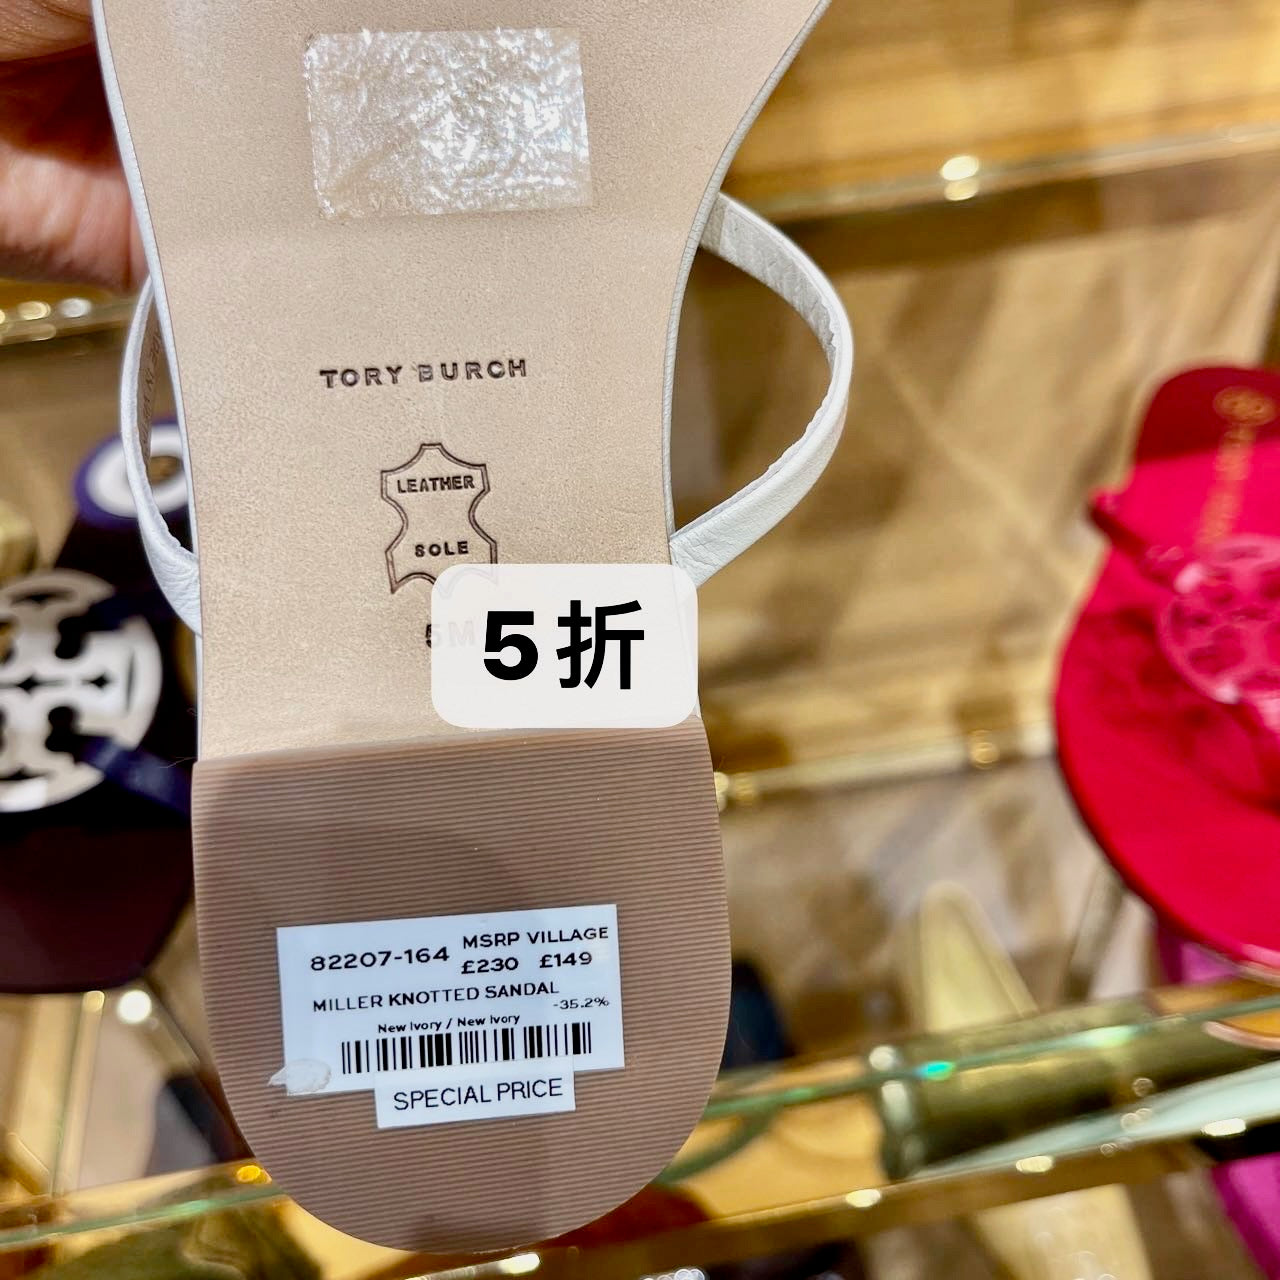 TORY BURCH
LEATHER
SOLE
5M
5折
82207-164 MSRP VILLAGE
£230 £149
MILLER KNOTTED SANDAL
-35.2%
New Ivory / New Ivory
SPECIAL PRICE